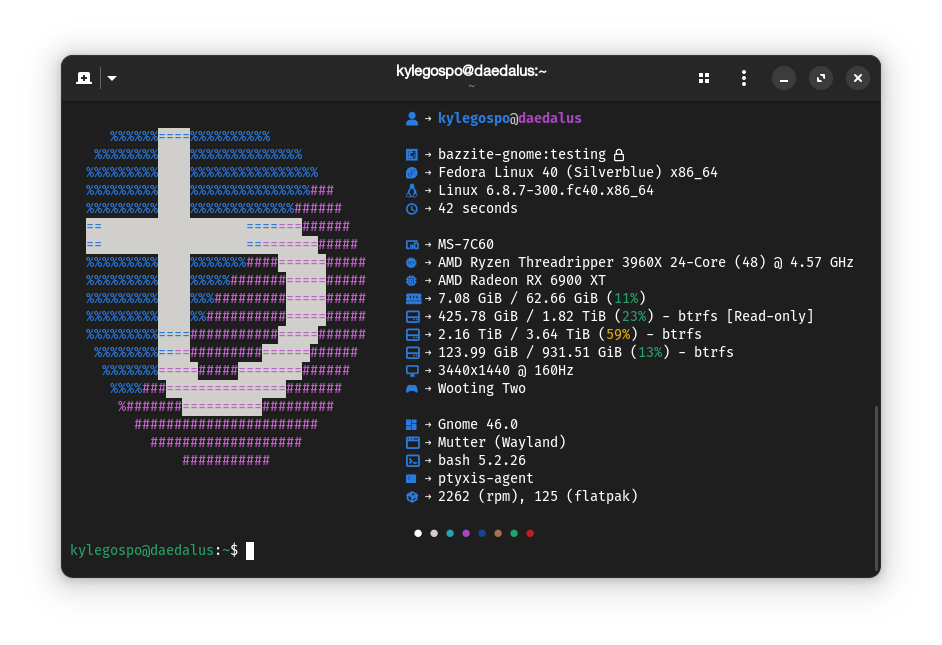 kylegospo@daedalus:~
~
kylegospo@daedalus
bazzite-gnome:testing
Fedora Linux 40 (Silverblue) x86_64
Linux 6.8.7-300.fc40.x86_64
42 seconds
MS-7C60
AMD Ryzen Threadripper 3960X 24-Core (48) @ 4.57 GHz
AMD Radeon RX 6900 XT
7.08 GiB / 62.66 GiB (11%)
425.78 GiB / 1.82 TiB (23%) - btrfs [Read-only]
2.16 TiB / 3.64 TiB (59%) - btrfs
123.99 GiB / 931.51 GiB (13%) - btrfs
3440x1440 @ 160Hz
Wooting Two
Gnome 46.0
Mutter (Wayland)
bash 5.2.26
ptyxis-agent
2262 (rpm), 125 (flatpak)
kylegospo@daedalus:~$